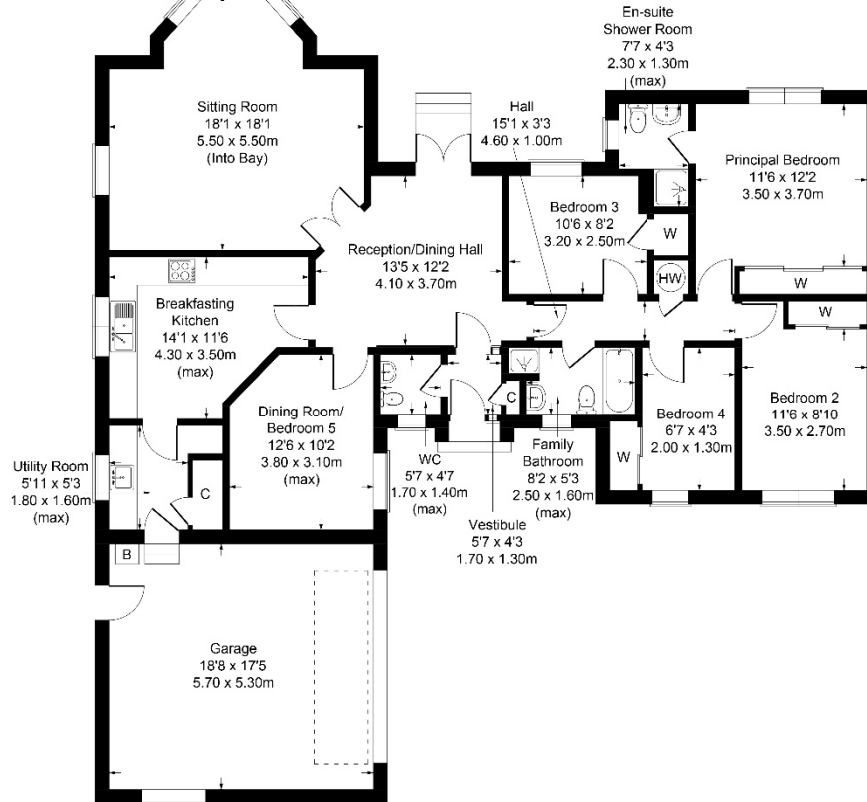 En-suite
Shower Room
7'7 x 4'3
2.30 x 1.30m
(max)
Sitting Room
18'1 x 18'1
5.50 x 5.50m
(Into Bay)
Hall
15'1 x 3'3
4.60 x 1.00m
Principal Bedroom
11'6 x 12'2
3.50 x 3.70m
Bedroom 3
10'6 x 8'2
3.20 x 2.50m
W
HW
W
W
Reception/Dining Hall
13'5 x 12'2
4.10 x 3.70m
Breakfasting
Kitchen
14'1 x 11'6
4.30 x 3.50m
(max)
Dining Room/
Bedroom 5
12'6 x 10'2
3.80 x 3.10m
(max)
C
Bedroom 4
6'7 x 4'3
2.00 x 1.30m
W
Bedroom 2
11'6 x 8'10
3.50 x 2.70m
Utility Room
5'11 x 5'3
1.80 x 1.60m
(max)
C
WC
5'7 x 4'7
1.70 x 1.40m
(max)
Family
Bathroom
8'2 x 5'3
2.50 x 1.60m
(max)
Vestibule
5'7 x 4'3
1.70 x 1.30m
B
Garage
18'8 x 17'5
5.70 x 5.30m